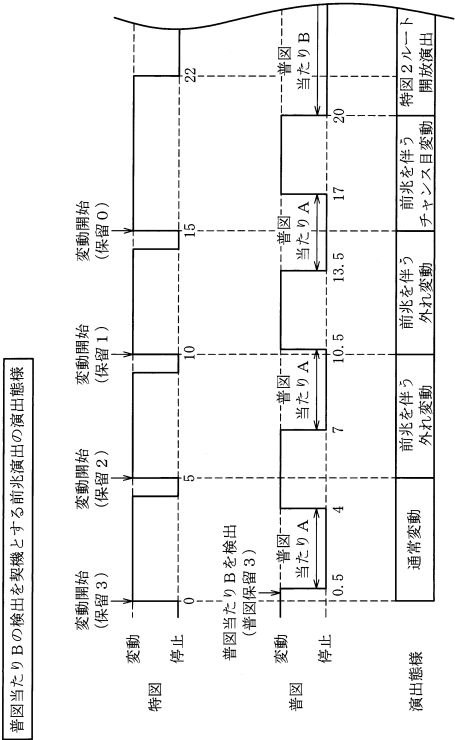 普図当たりBの検出を契機とする前兆演出の演出態様
変動開始
(保留3)
変動開始
(保留2)
変動開始
(保留1)
変動開始
(保留0)
特図
変動
停止
0
5
10
15
22
普図当たりBを検出
(普図保留3)
普図
変動
停止
普図
当たりA
普図
当たりA
普図
当たりA
普図
当たりB
0.5
4
7
10.5
13.5
17
20
演出態様
通常変動
前兆を伴う
外れ変動
前兆を伴う
外れ変動
前兆を伴う
チャンス目変動
特図2ルート
開放演出